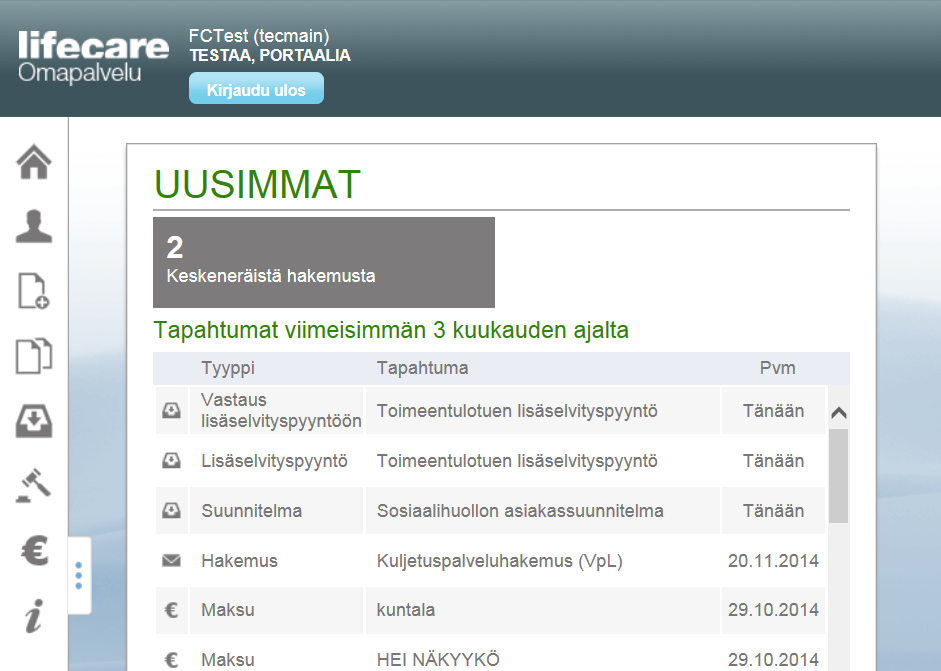 lifecare
Omapalvelu
FCTest (tecmain)
TESTAA, PORTAALIA
Kirjaudu ulos
UUSIMMAT
2
Keskeneräistä hakemusta
Tapahtumat viimeisimmän 3 kuukauden ajalta
Tyyppi Tapahtuma Pvm
Vastaus
lisäselvityspyyntöön Toimeentulotuen lisäselvityspyyntö Tänään
Lisäselvityspyyntö Toimeentulotuen lisäselvityspyyntö Tänään
Suunnitelma Sosiaalihuollon asiakassuunnitelma Tänään
Hakemus Kuljetuspalveluhakemus (VpL) 20.11.2014
€ Maksu kuntala 29.10.2014
€ Maksu HEI NÄKYYKÖ 29.10.2014
€
i